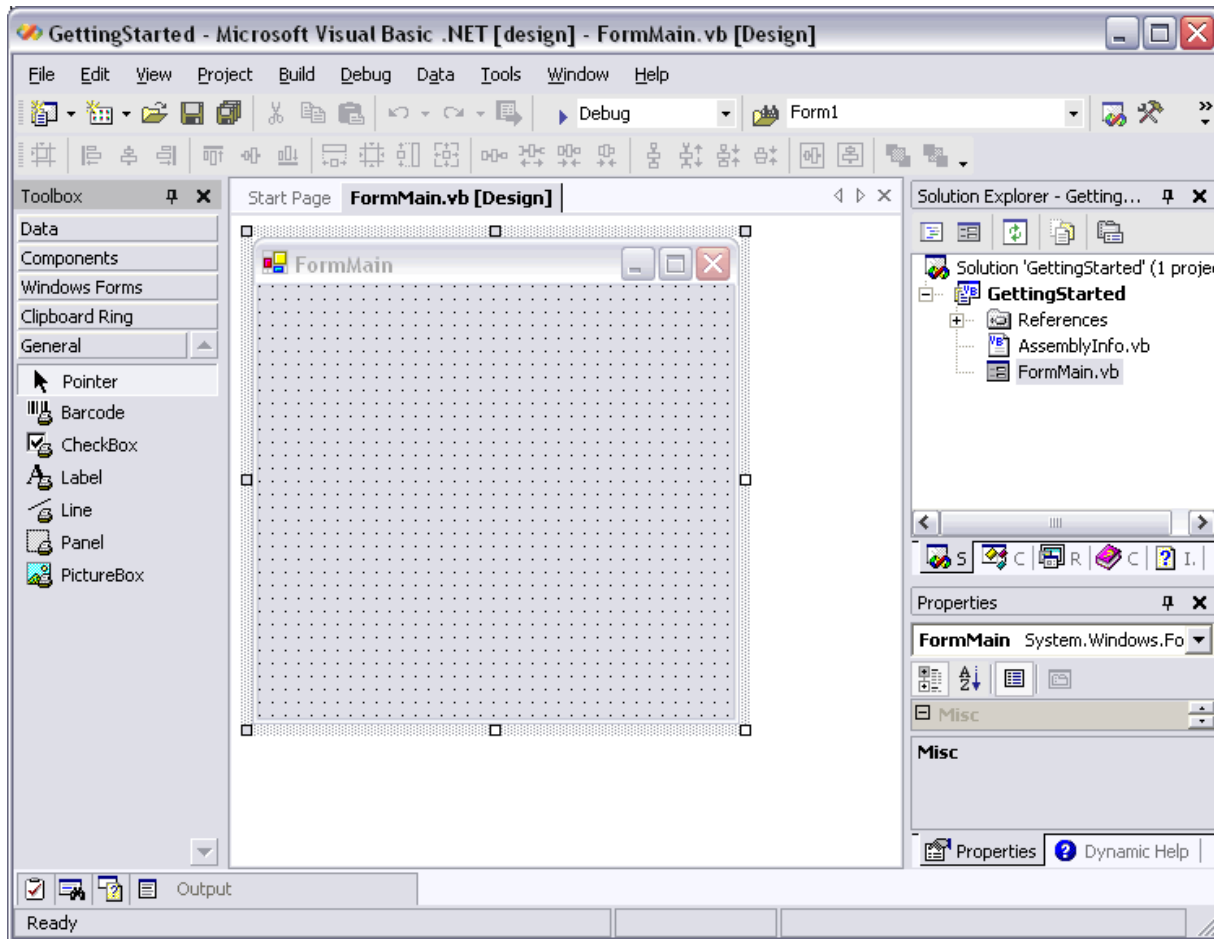 GettingStarted - Microsoft Visual Basic .NET [design] - FormMain.vb [Design]
File Edit View Project Build Debug Data Tools Window Help
Debug Form1
Toolbox
Data
Components
Windows Forms
Clipboard Ring
General
Pointer
Barcode
CheckBox
Label
Line
Panel
PictureBox
Start Page FormMain.vb [Design]
FormMain
Solution Explorer - Getting...
Solution 'GettingStarted' (1 proje
GettingStarted
References
AssemblyInfo.vb
FormMain.vb
S C R C I.
Properties
FormMain System.Windows.Fo
Misc
Misc
Properties Dynamic Help
Output
Ready